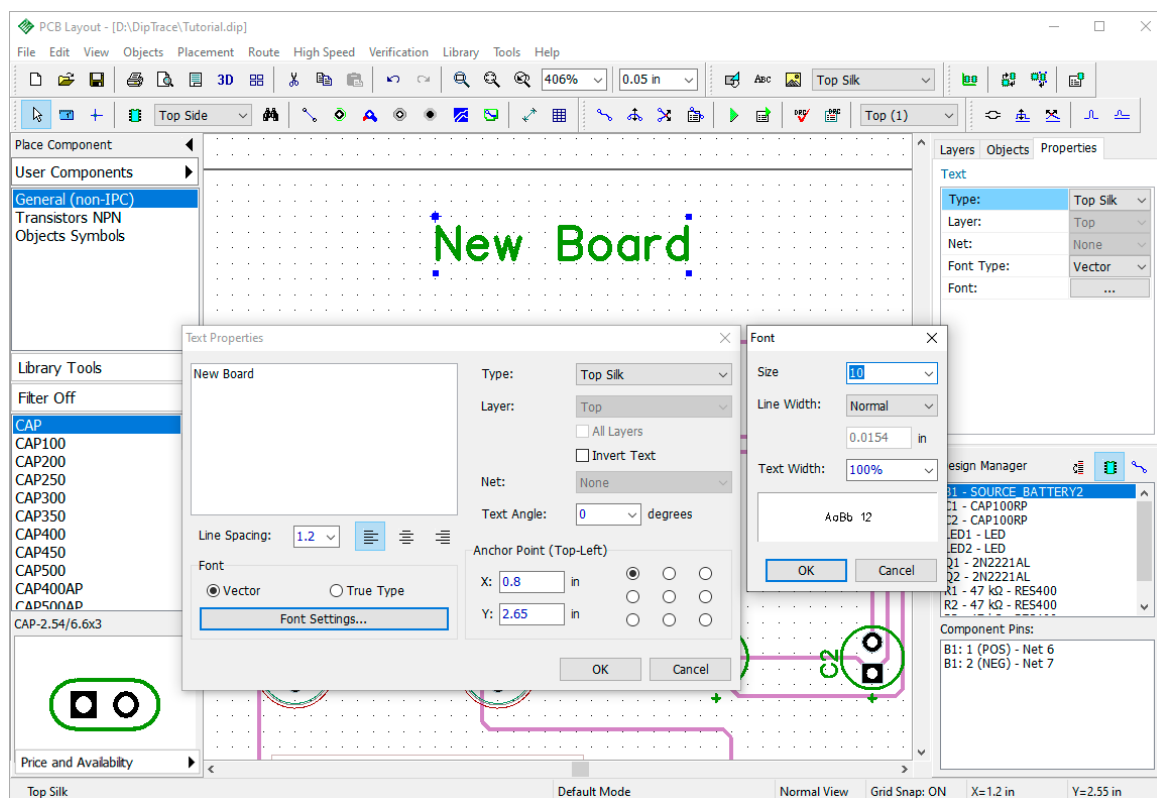 PCB Layout - [D:\DipTrace\Tutorial.dip]
File Edit View Objects Placement Route High Speed Verification Library Tools Help
3D 406% 0.05 in ABC Top Silk
Top Side Top (1)
Place Component
User Components
General (non-IPC)
Transistors NPN
Objects Symbols
Library Tools
Filter Off
CAP
CAP100
CAP200
CAP250
CAP300
CAP350
CAP400
CAP450
CAP500
CAP400AP
CAP500AP
CAP-2.54/6.6x3
Price and Availability
New Board
Text Properties
New Board
Line Spacing: 1.2
Font
Vector True Type
Font Settings...
Type: Top Silk
Layer: Top
All Layers
Invert Text
Net: None
Text Angle: 0 degrees
Anchor Point (Top-Left)
X: 0.8 in
Y: 2.65 in
OK Cancel
Font
Size 10
Line Width: Normal
0.0154 in
Text Width: 100%
AaBb 12
OK Cancel
C2
Layers Objects Properties
Text
Type: Top Silk
Layer: Top
Net: None
Font Type: Vector
Font: ...
esign Manager
B1 - SOURCE_BATTERY2
C1 - CAP100RP
C2 - CAP100RP
LED1 - LED
LED2 - LED
Q1 - 2N2221AL
Q2 - 2N2221AL
R1 - 47 kΩ - RES400
R2 - 47 kΩ - RES400
Component Pins:
B1: 1 (POS) - Net 6
B1: 2 (NEG) - Net 7
Top Silk Default Mode Normal View Grid Snap: ON X=1.2 in Y=2.55 in